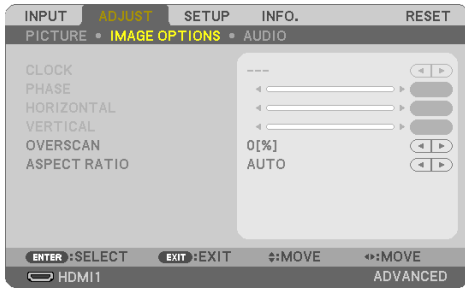 INPUT ADJUST SETUP INFO. RESET
PICTURE • IMAGE OPTIONS • AUDIO
CLOCK ---
PHASE
HORIZONTAL
VERTICAL
OVERSCAN 0[%]
ASPECT RATIO AUTO
ENTER :SELECT EXIT :EXIT :MOVE :MOVE
HDMI1 ADVANCED